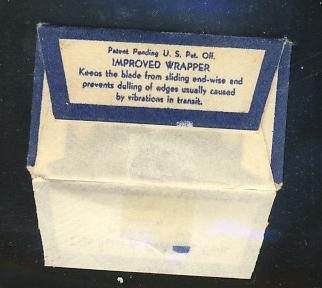 Patent Pending U. S. Pat. Off.
IMPROVED WRAPPER
Keeps the blade from sliding end-wise and
prevents dulling of edges usually caused
by vibrations in transit.